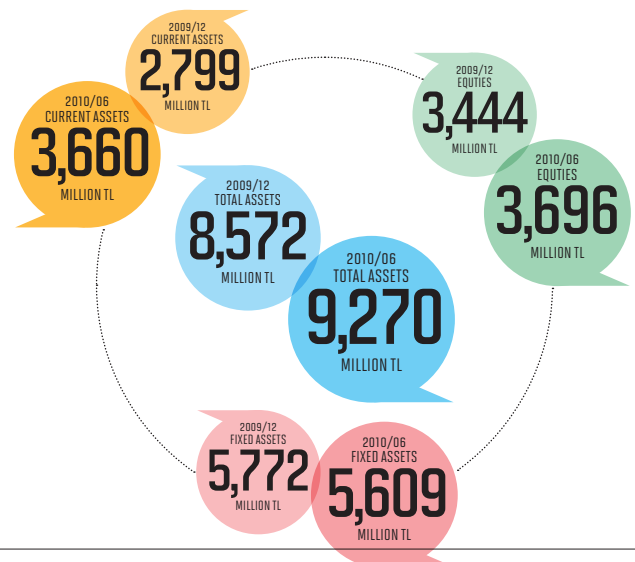 2009/12
CURRENT ASSETS
2,799
MILLION TL
2010/06
CURRENT ASSETS
3,660
MILLION TL
2009/12
EQUTIES
3,444
MILLION TL
2010/06
EQUTIES
3,696
MILLION TL
2009/12
TOTAL ASSETS
8,572
MILLION TL
2010/06
TOTAL ASSETS
9,270
MILLION TL
2009/12
FIXED ASSETS
5,772
MILLION TL
2010/06
FIXED ASSETS
5,609
MILLION TL